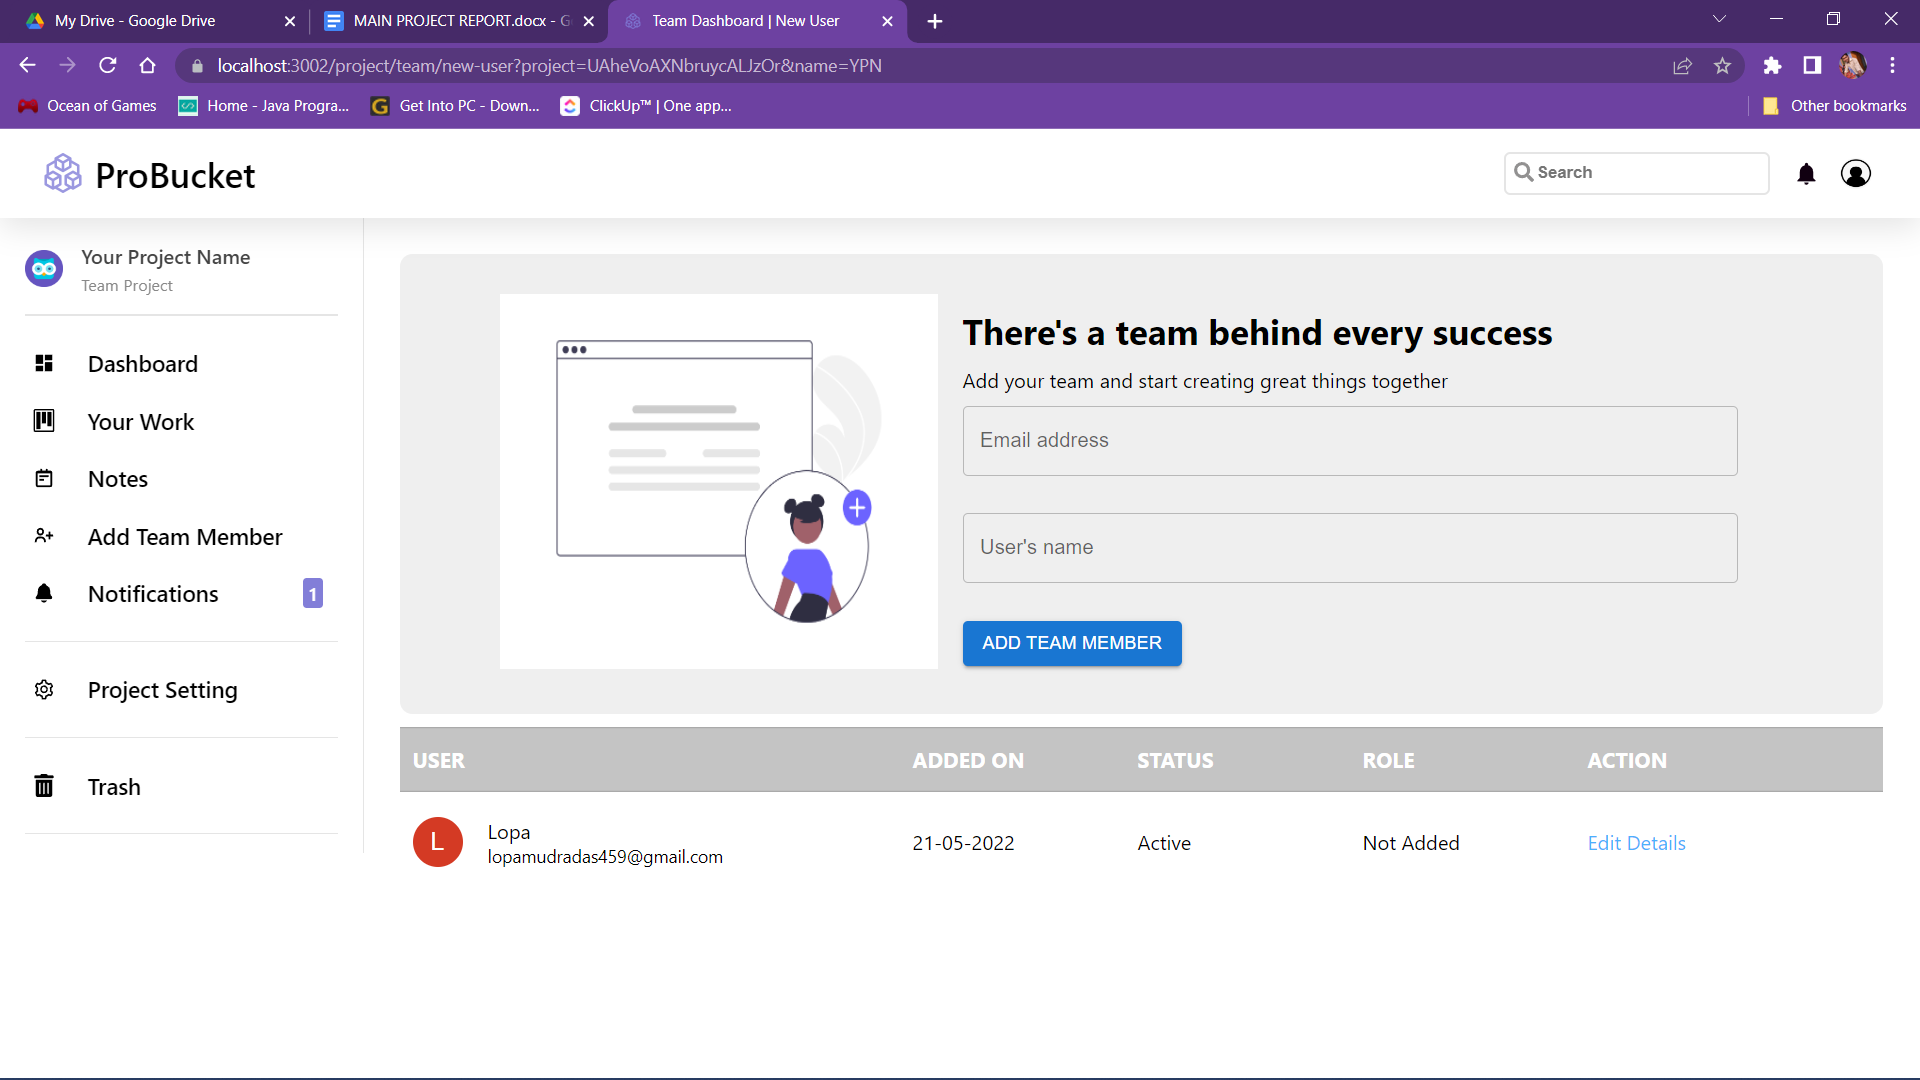 My Drive - Google Drive
MAIN PROJECT REPORT.docx - G
Team Dashboard | New User
localhost:3002/project/team/new-user?project=UAheVoAXNbruycALJzOr&name=YPN
Ocean of Games
Home - Java Progra...
Get Into PC - Down...
ClickUp™ | One app...
Other bookmarks
ProBucket
Search
Your Project Name
Team Project
Dashboard
Your Work
Notes
Add Team Member
Notifications 1
Project Setting
Trash
There's a team behind every success
Add your team and start creating great things together
Email address
User's name
ADD TEAM MEMBER
USER ADDED ON STATUS ROLE ACTION
L
Lopa
lopamudradas459@gmail.com
21-05-2022 Active Not Added Edit Details